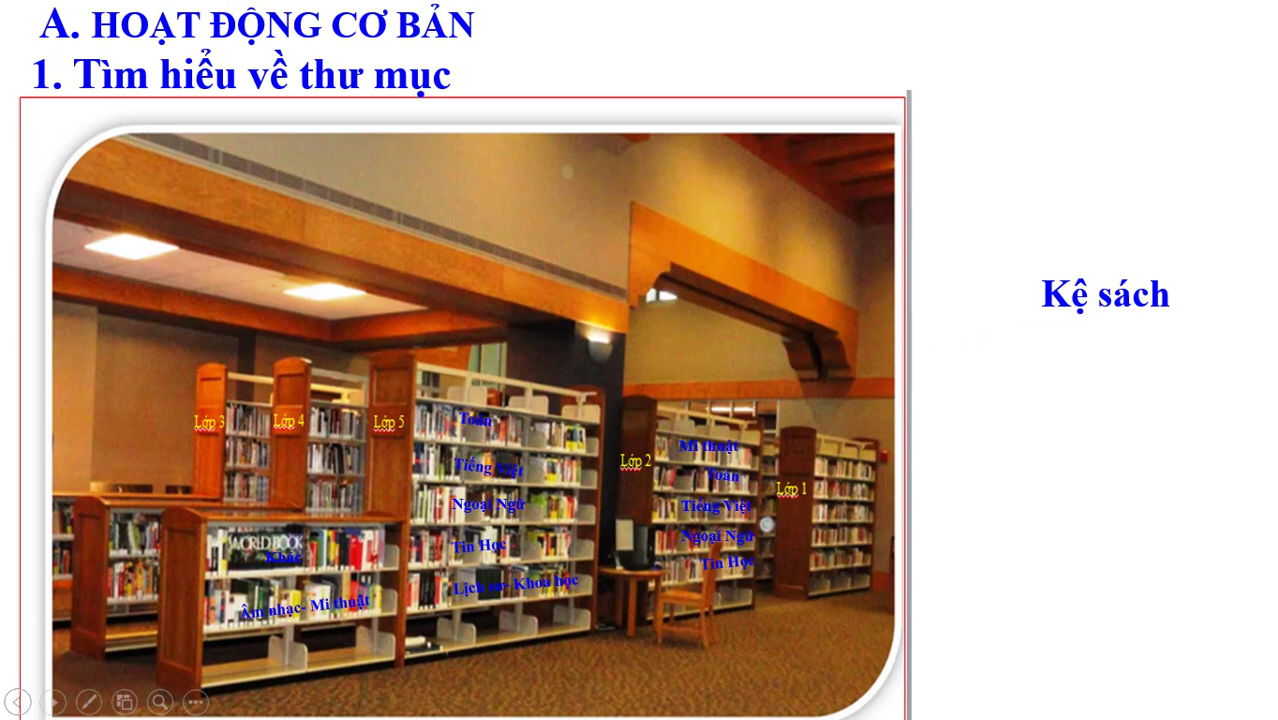 A. HOẠT ĐỘNG CƠ BẢN
1. Tìm hiểu về thư mục
Kệ sách
Lớp 3
Lớp 4
Lớp 5
Toán
Tiếng Việt
Ngoại Ngữ
Tin Học
Lịch sử- Khoa học
WORLD BOOK
Khác
Âm nhạc- Mĩ thuật
Lớp 2
Mĩ thuật
Toán
Tiếng Việt
Ngoại Ngữ
Tin Học
Lớp 1